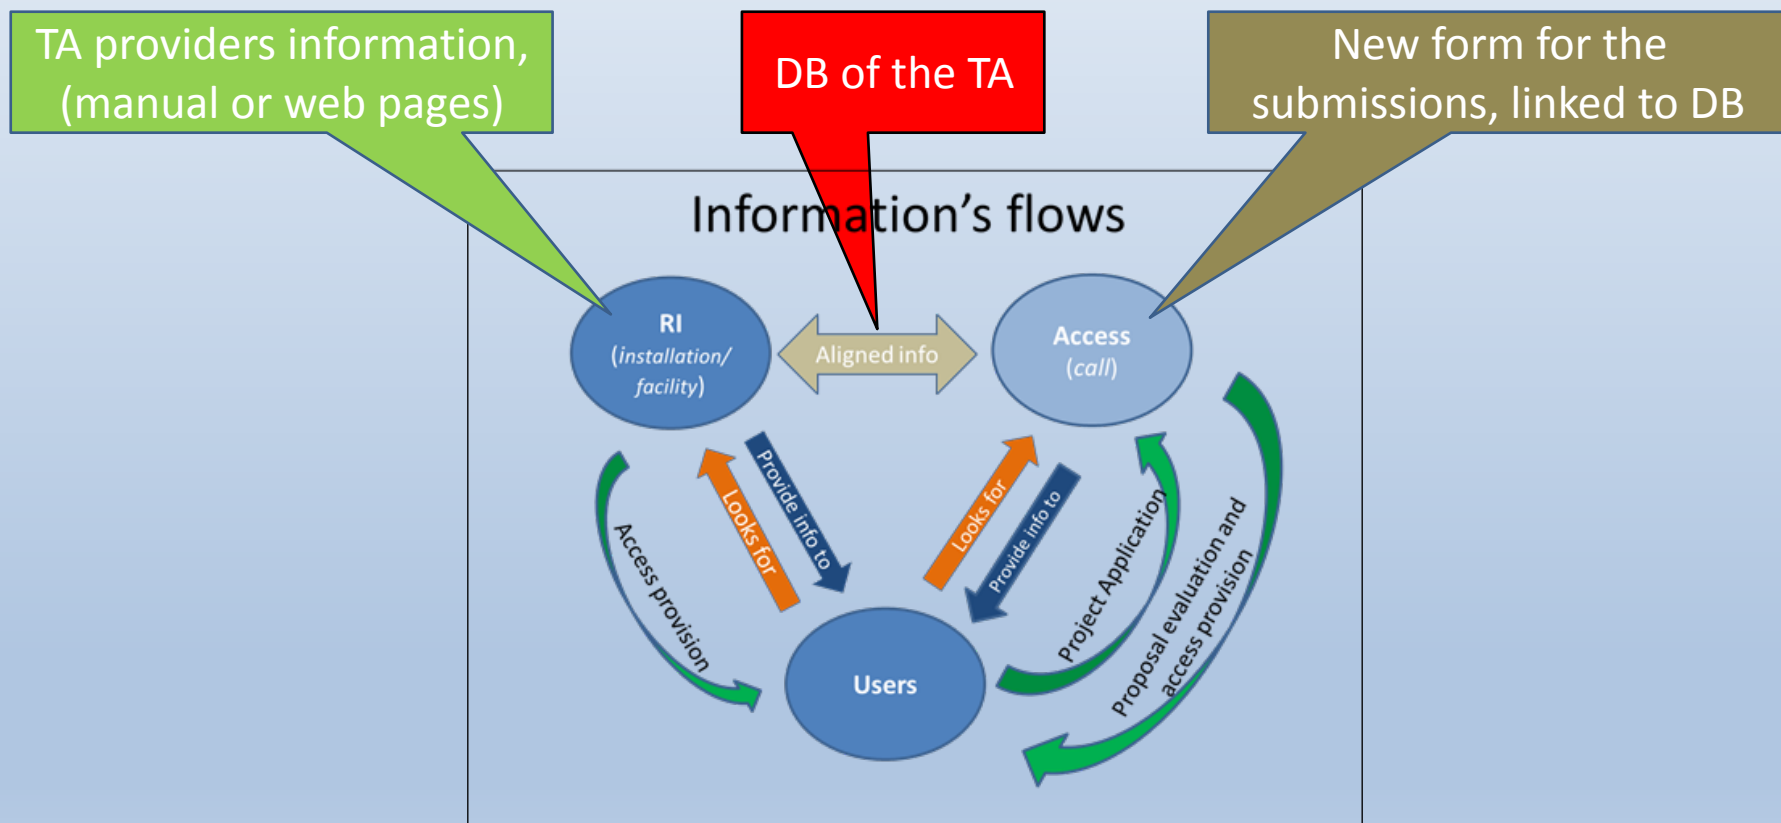 TA providers information,
(manual or web pages)
DB of the TA
New form for the
submissions, linked to DB
Information's flows
RI
(installation/
facility)
Aligned info
Access
(call)
Access provision
Looks for
Provide info to
Looks for
Provide info to
Project Application
Proposal evaluation and
access provision
Users